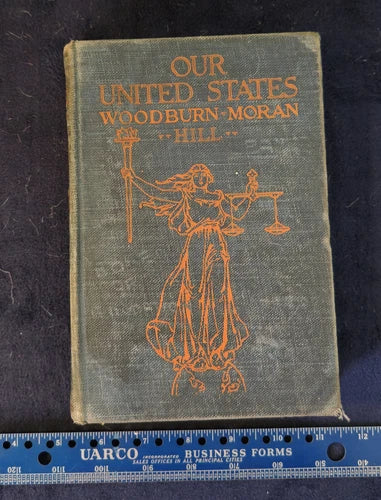 OUR
UNITED STATES
WOODBURN · MORAN
·· HILL ··
UARCO INCORPORATED BUSINESS FORMS
SALES OFFICES IN ALL PRINCIPAL CITIES